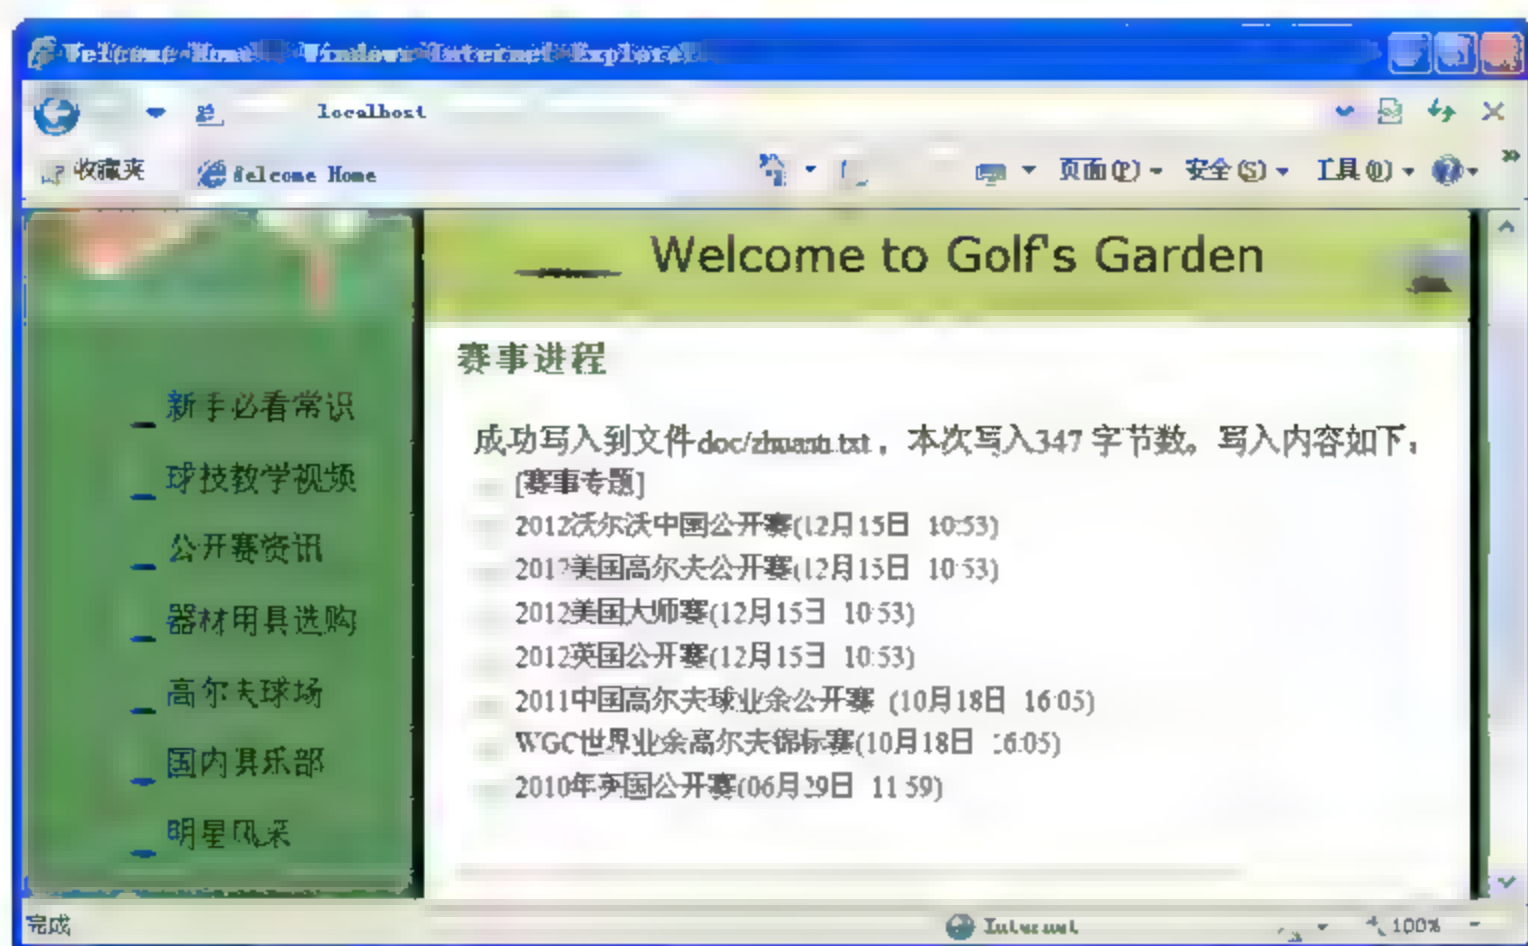 Welcome Home Windows Internet Explorer
localhost
收藏夹 Welcome Home 页面(P) 安全(S) 工具(O)
Welcome to Golf's Garden
赛事进程
新手必看常识
球技教学视频
公开赛资讯
器材用具选购
高尔夫球场
国内俱乐部
明星风采
成功写入到文件doc/zhuanti.txt，本次写入347字节数。写入内容如下：
[赛事专题]
2012沃尔沃中国公开赛(12月15日 10:53)
2012美国高尔夫公开赛(12月15日 10:53)
2012美国大师赛(12月15日 10:53)
2012英国公开赛(12月15日 10:53)
2011中国高尔夫球业余公开赛 (10月18日 16:05)
WGC世界业余高尔夫锦标赛(10月18日 16:05)
2010年英国公开赛(06月29日 11:59)
完成 Internet 100%